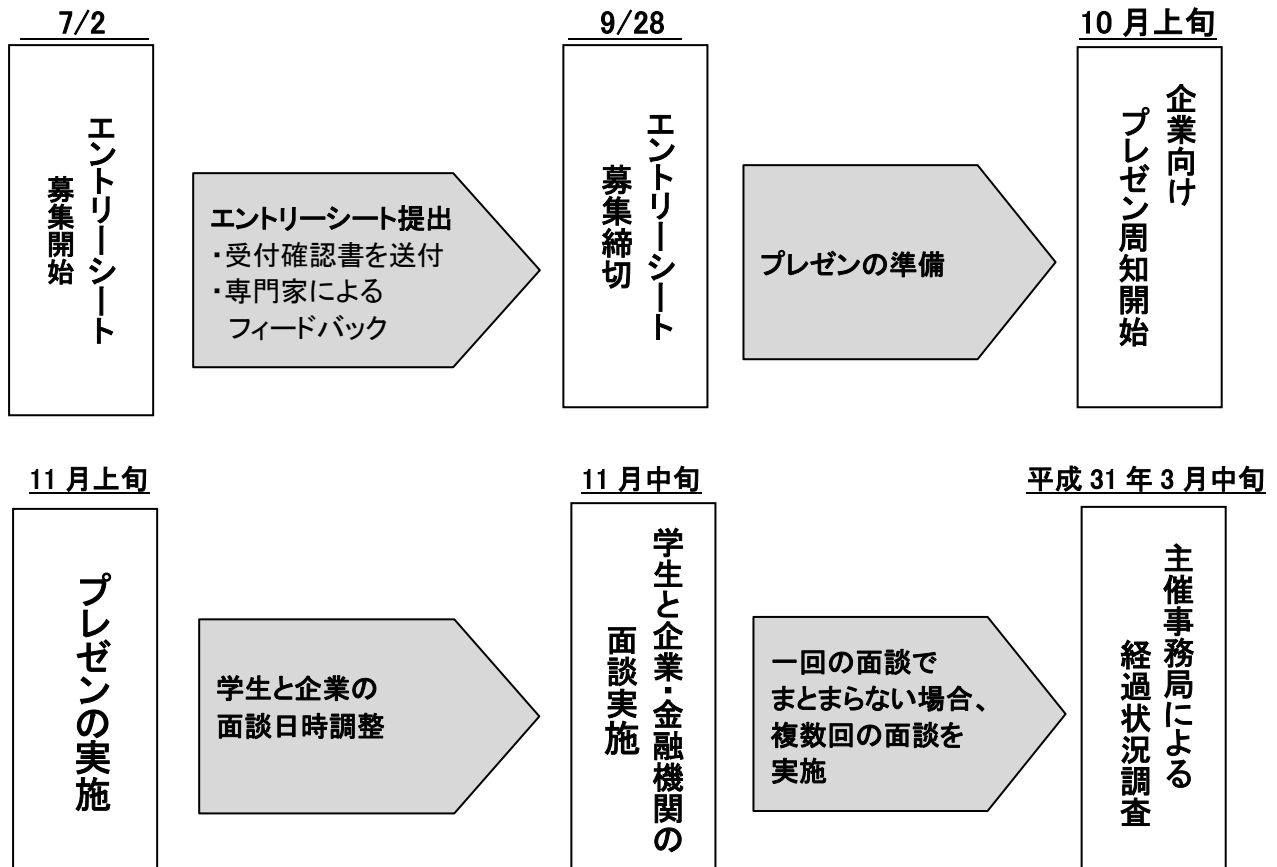 7/2
エントリーシート
募集開始
エントリーシート提出
・受付確認書を送付
・専門家による
フィードバック
9/28
エントリーシート
募集締切
プレゼンの準備
10月上旬
企業向け
プレゼン周知開始
11月上旬
プレゼンの実施
学生と企業の
面談日時調整
11月中旬
学生と企業・金融機関の
面談実施
一回の面談で
まとまらない場合、
複数回の面談を
実施
平成31年3月中旬
主催事務局による
経過状況調査